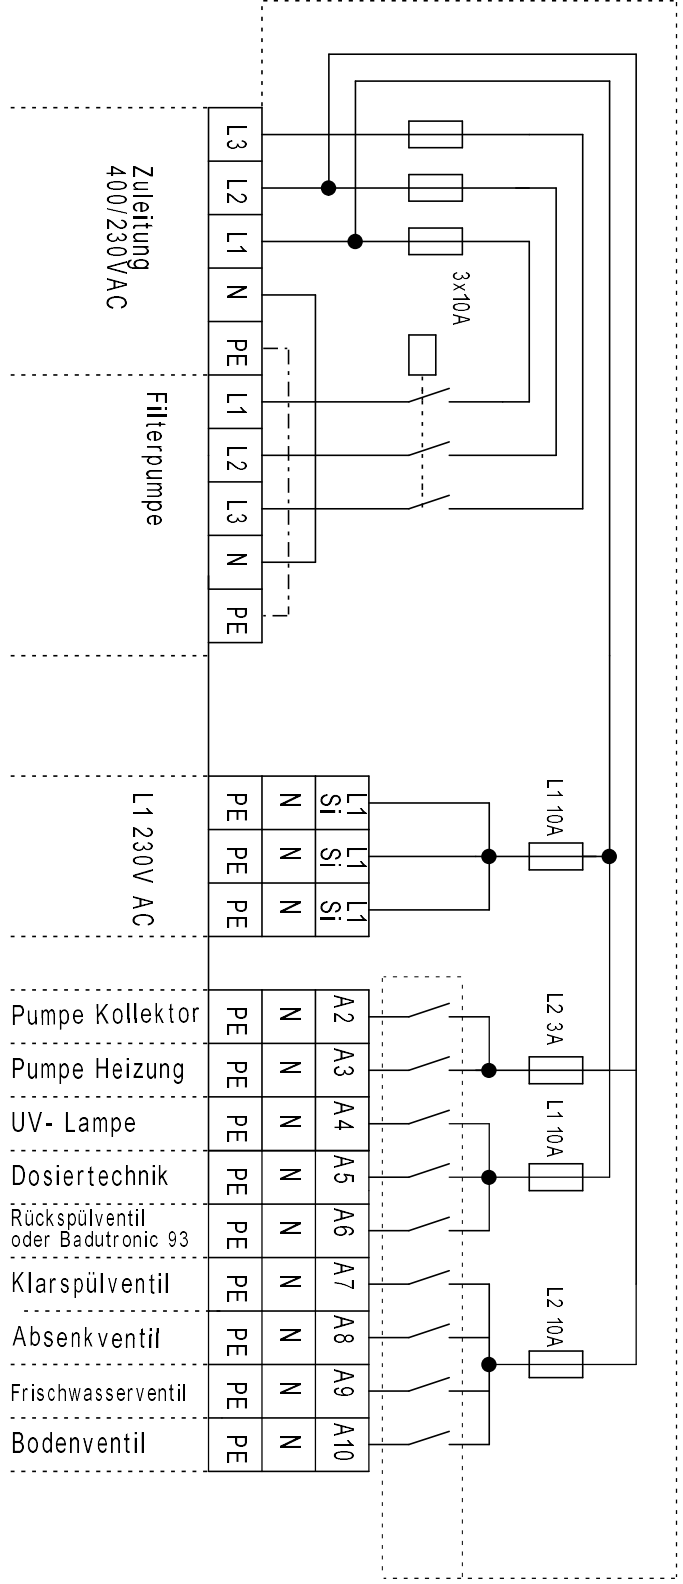 Zuleitung
400/230VAC
L3
L2
L1
N
PE
3x10A
Filterpumpe
L1
L2
L3
N
PE
L1 230V AC
PE N L1 Si
PE N L1 Si
PE N L1 Si
L1 10A
Pumpe Kollektor PE N A2
L2 3A
Pumpe Heizung PE N A3
UV- Lampe PE N A4
L1 10A
Dosiertechnik PE N A5
Rückspülventil
oder Badutronic 93 PE N A6
Klarspülventil PE N A7
Absenkventil PE N A8
L2 10A
Frischwasserventil PE N A9
Bodenventil PE N A10